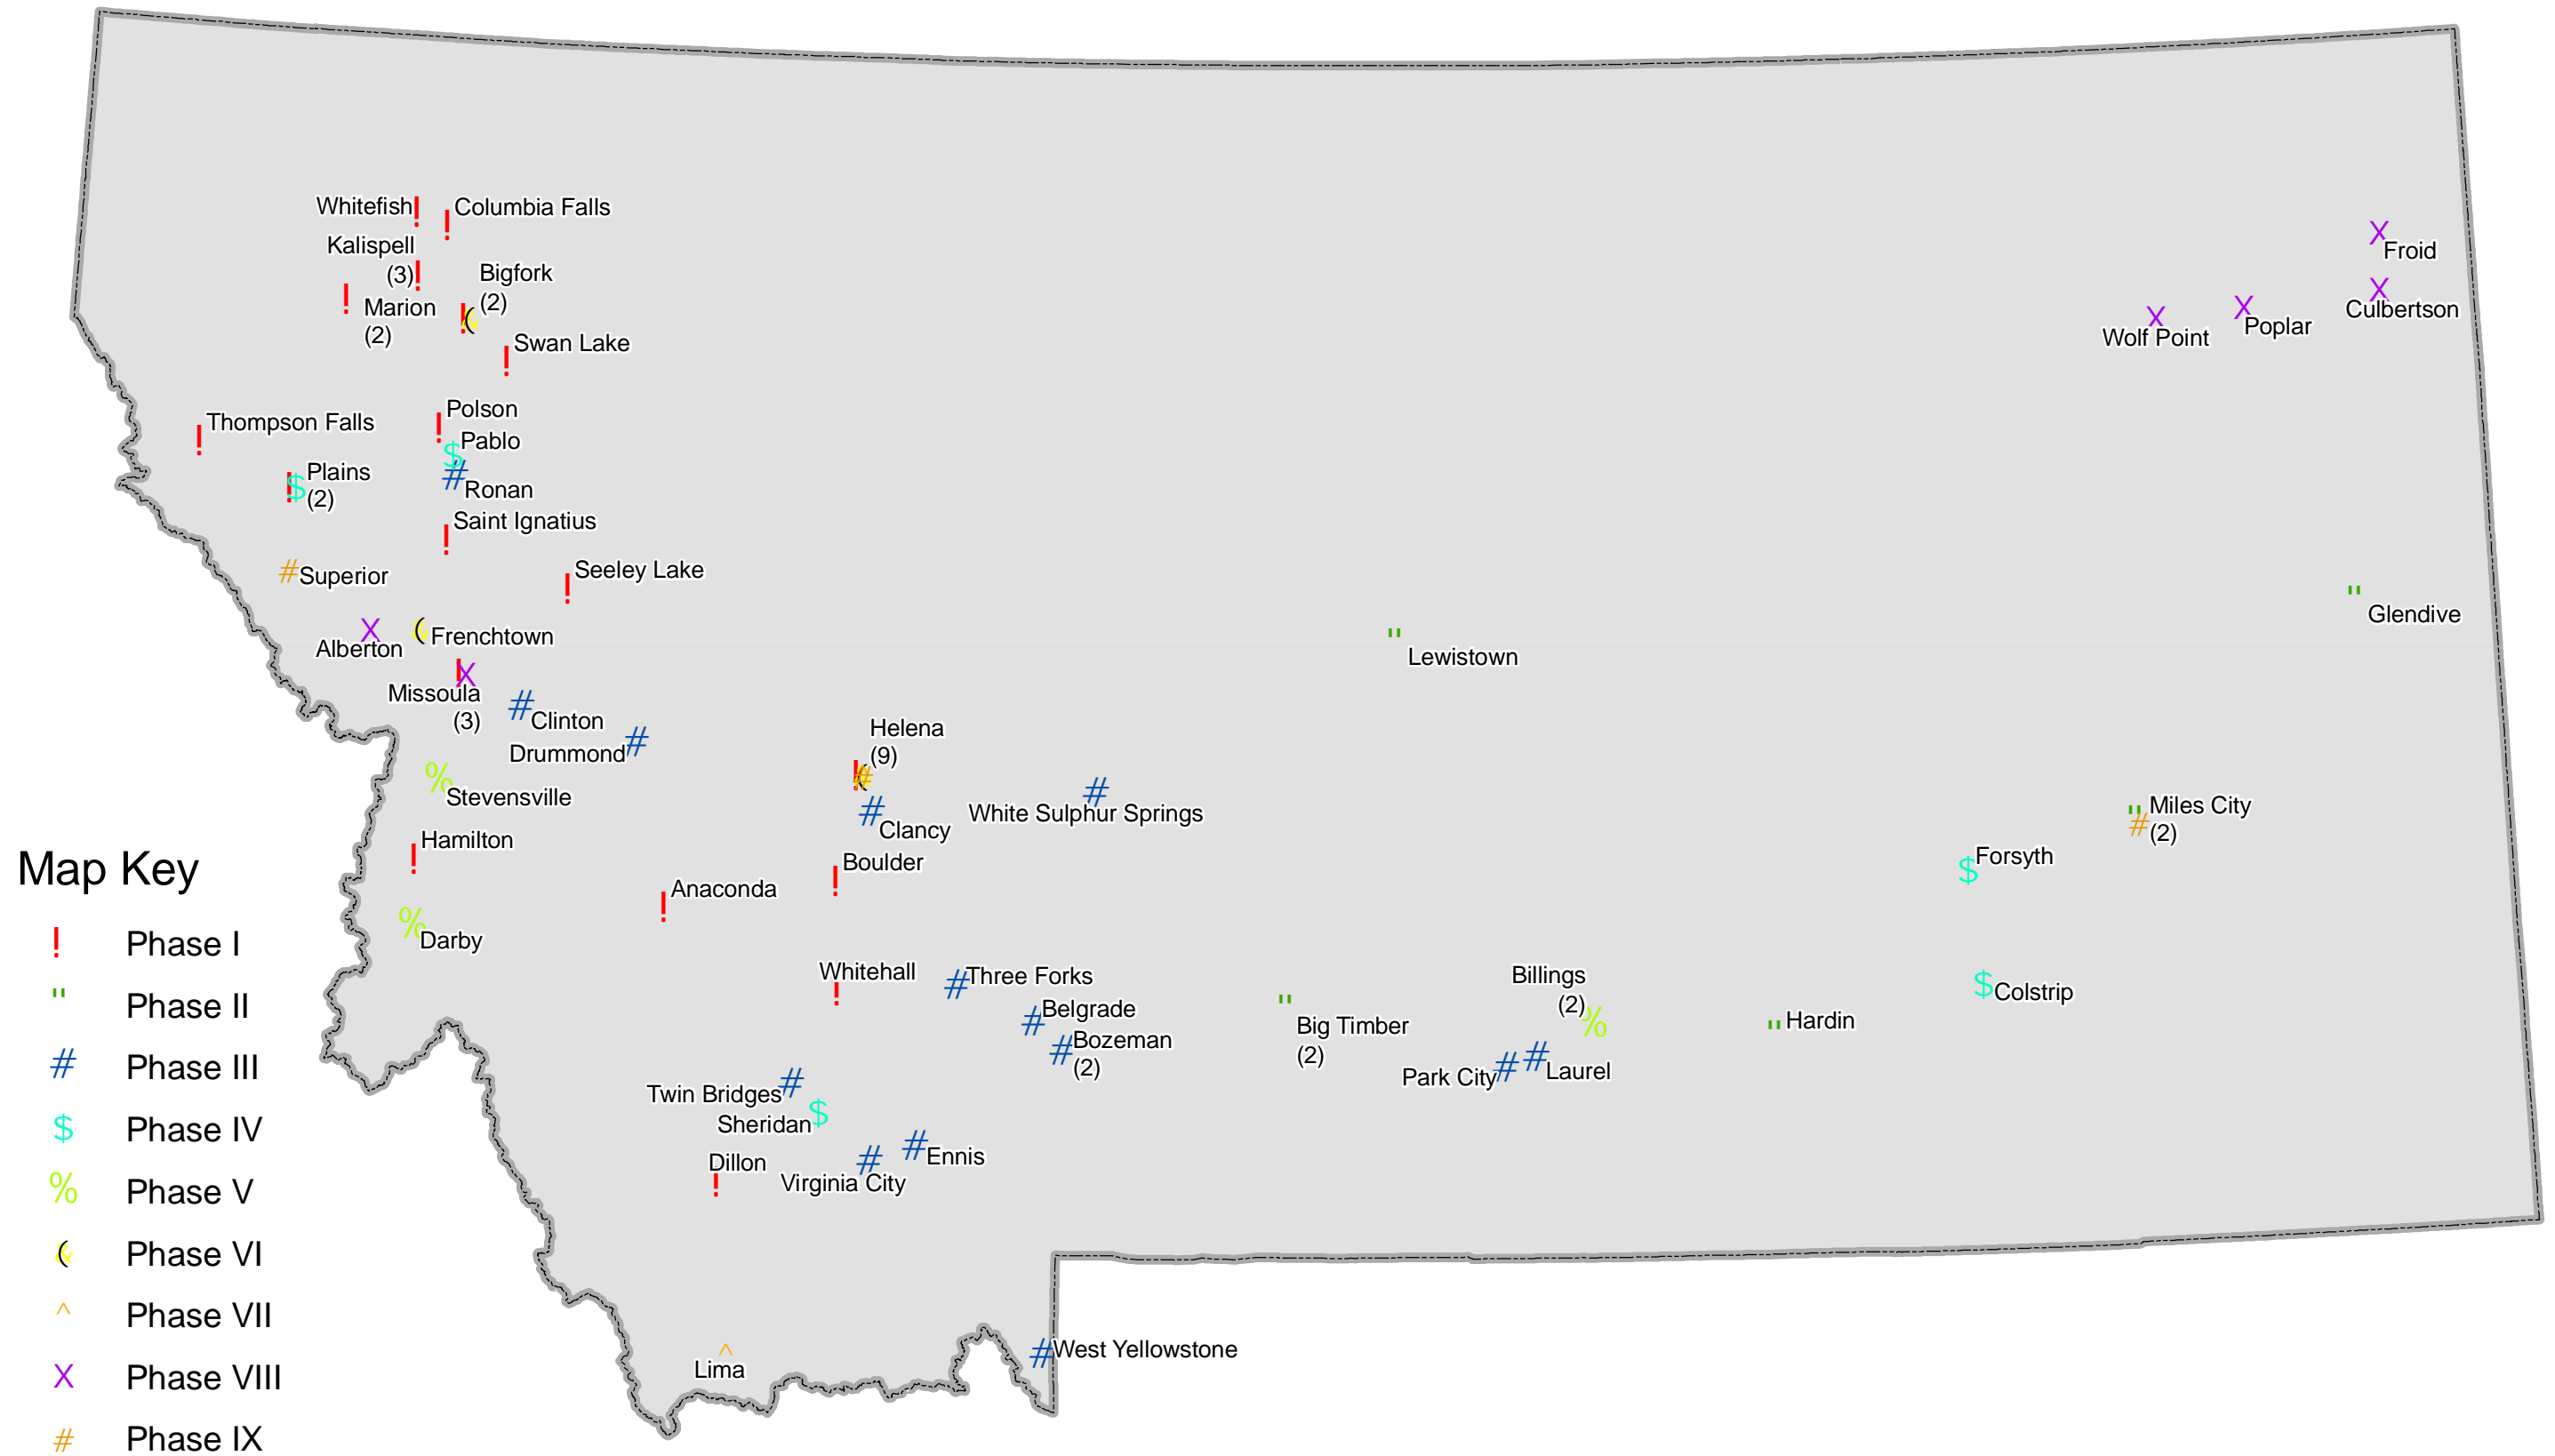 Whitefish !
! Columbia Falls
Kalispell
(3) !
! Marion
(2)
Bigfork
(2)
! & (
Swan Lake
!
X
Froid
X
Culbertson
X
Wolf Point
X
Poplar
! Thompson Falls
! Polson
$ Pablo
# Ronan
! $ Plains
(2)
! Saint Ignatius
# Superior
! Seeley Lake
X
Alberton
& ( Frenchtown
! X
Missoula
(3)
# Clinton
Drummond #
"
Lewistown
"
Glendive
Helena
(9)
! ( #
# Clancy
#
White Sulphur Springs
%
Stevensville
! Hamilton
! Boulder
! Anaconda
%
Darby
" Miles City
# (2)
$ Forsyth
$ Colstrip
Whitehall
!
# Three Forks
# Belgrade
# Bozeman
(2)
"
Big Timber
(2)
Billings
(2)
%
" Hardin
Park City #
# Laurel
Twin Bridges #
Sheridan $
Dillon
!
#
Virginia City
# Ennis
^
Lima
# West Yellowstone
Map Key
! Phase I
" Phase II
# Phase III
$ Phase IV
% Phase V
& ( Phase VI
^ Phase VII
X Phase VIII
# Phase IX